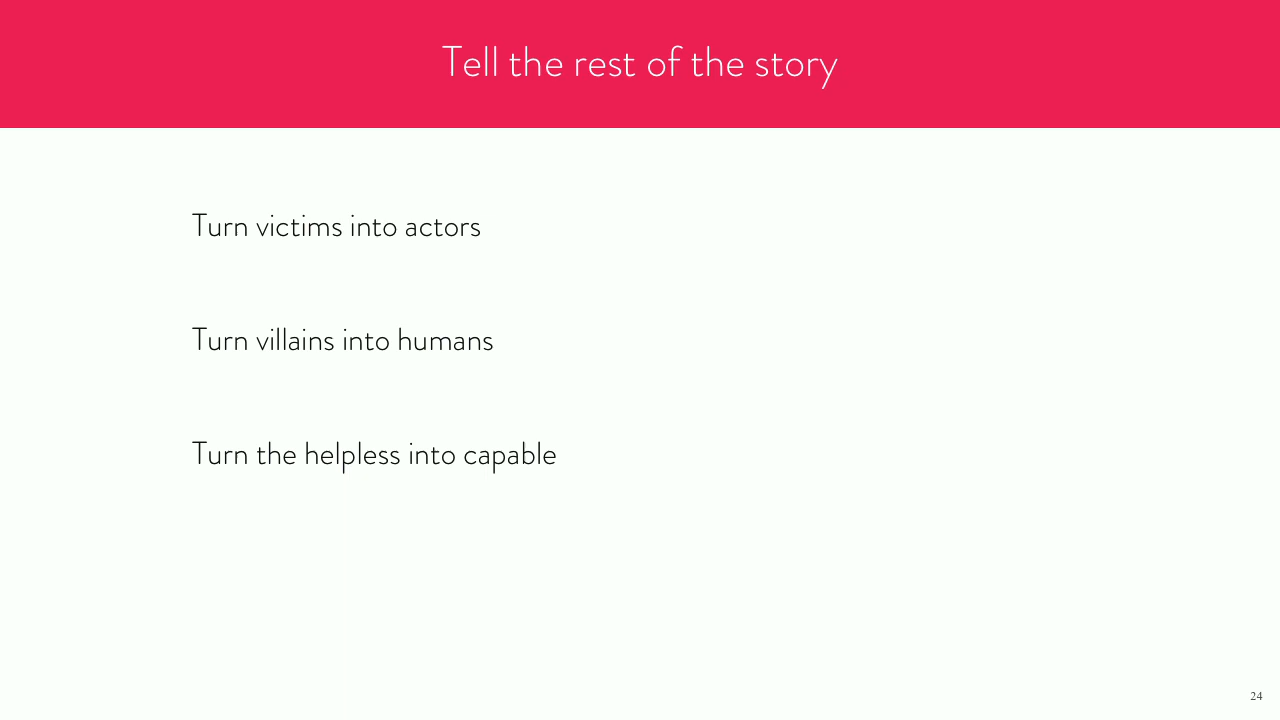 Tell the rest of the story
Turn victims into actors
Turn villains into humans
Turn the helpless into capable
24